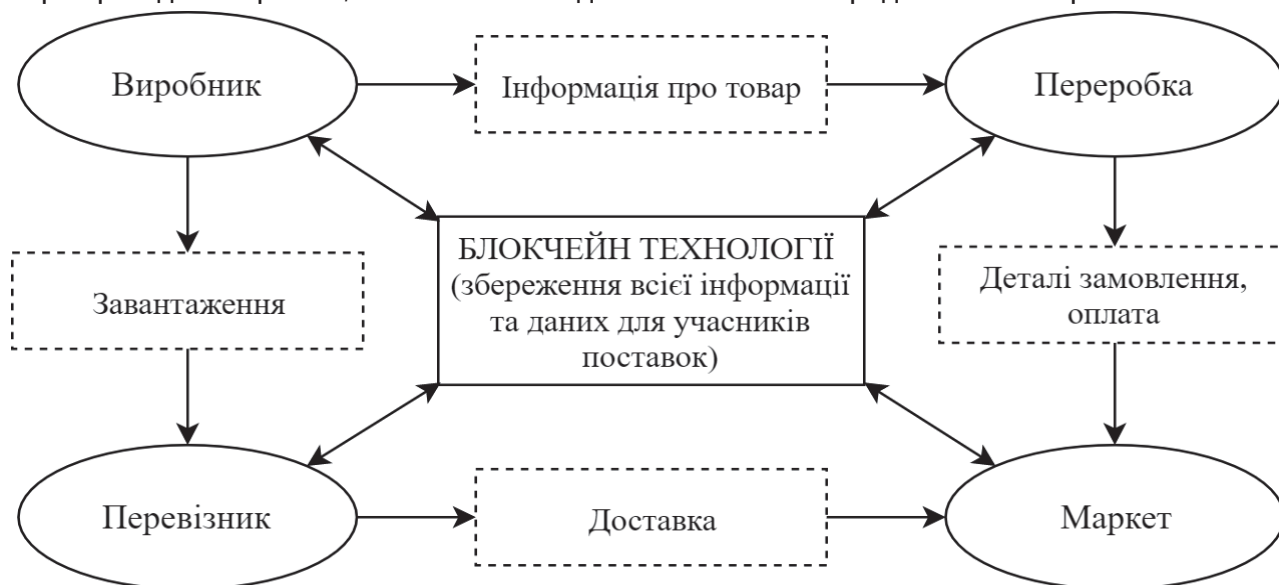 Виробник
Інформація про товар
Переробка
БЛОКЧЕЙН ТЕХНОЛОГІЇ
(збереження всієї інформації
та даних для учасників
поставок)
Завантаження
Деталі замовлення,
оплата
Перевізник
Доставка
Маркет